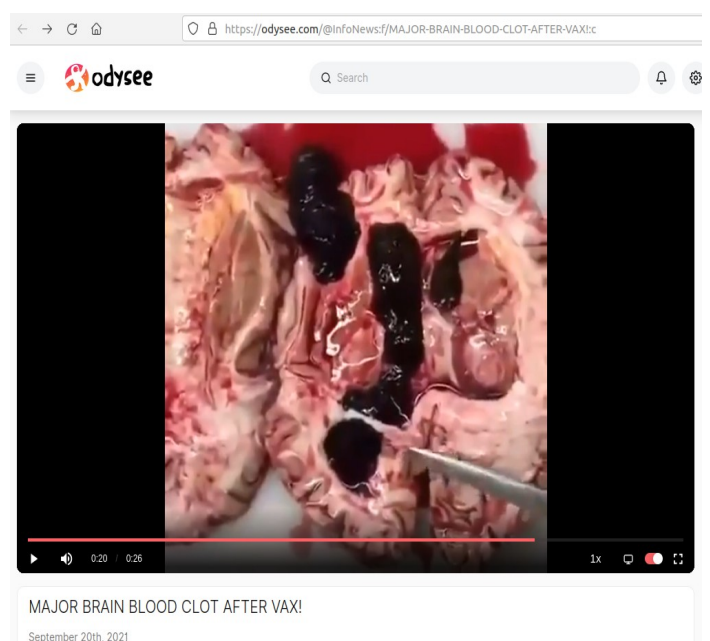 https://odysee.com/@InfoNews:f/MAJOR-BRAIN-BLOOD-CLOT-AFTER-VAX!:c
odysee
Search
0:20 / 0:26
1x
MAJOR BRAIN BLOOD CLOT AFTER VAX!
September 20th, 2021